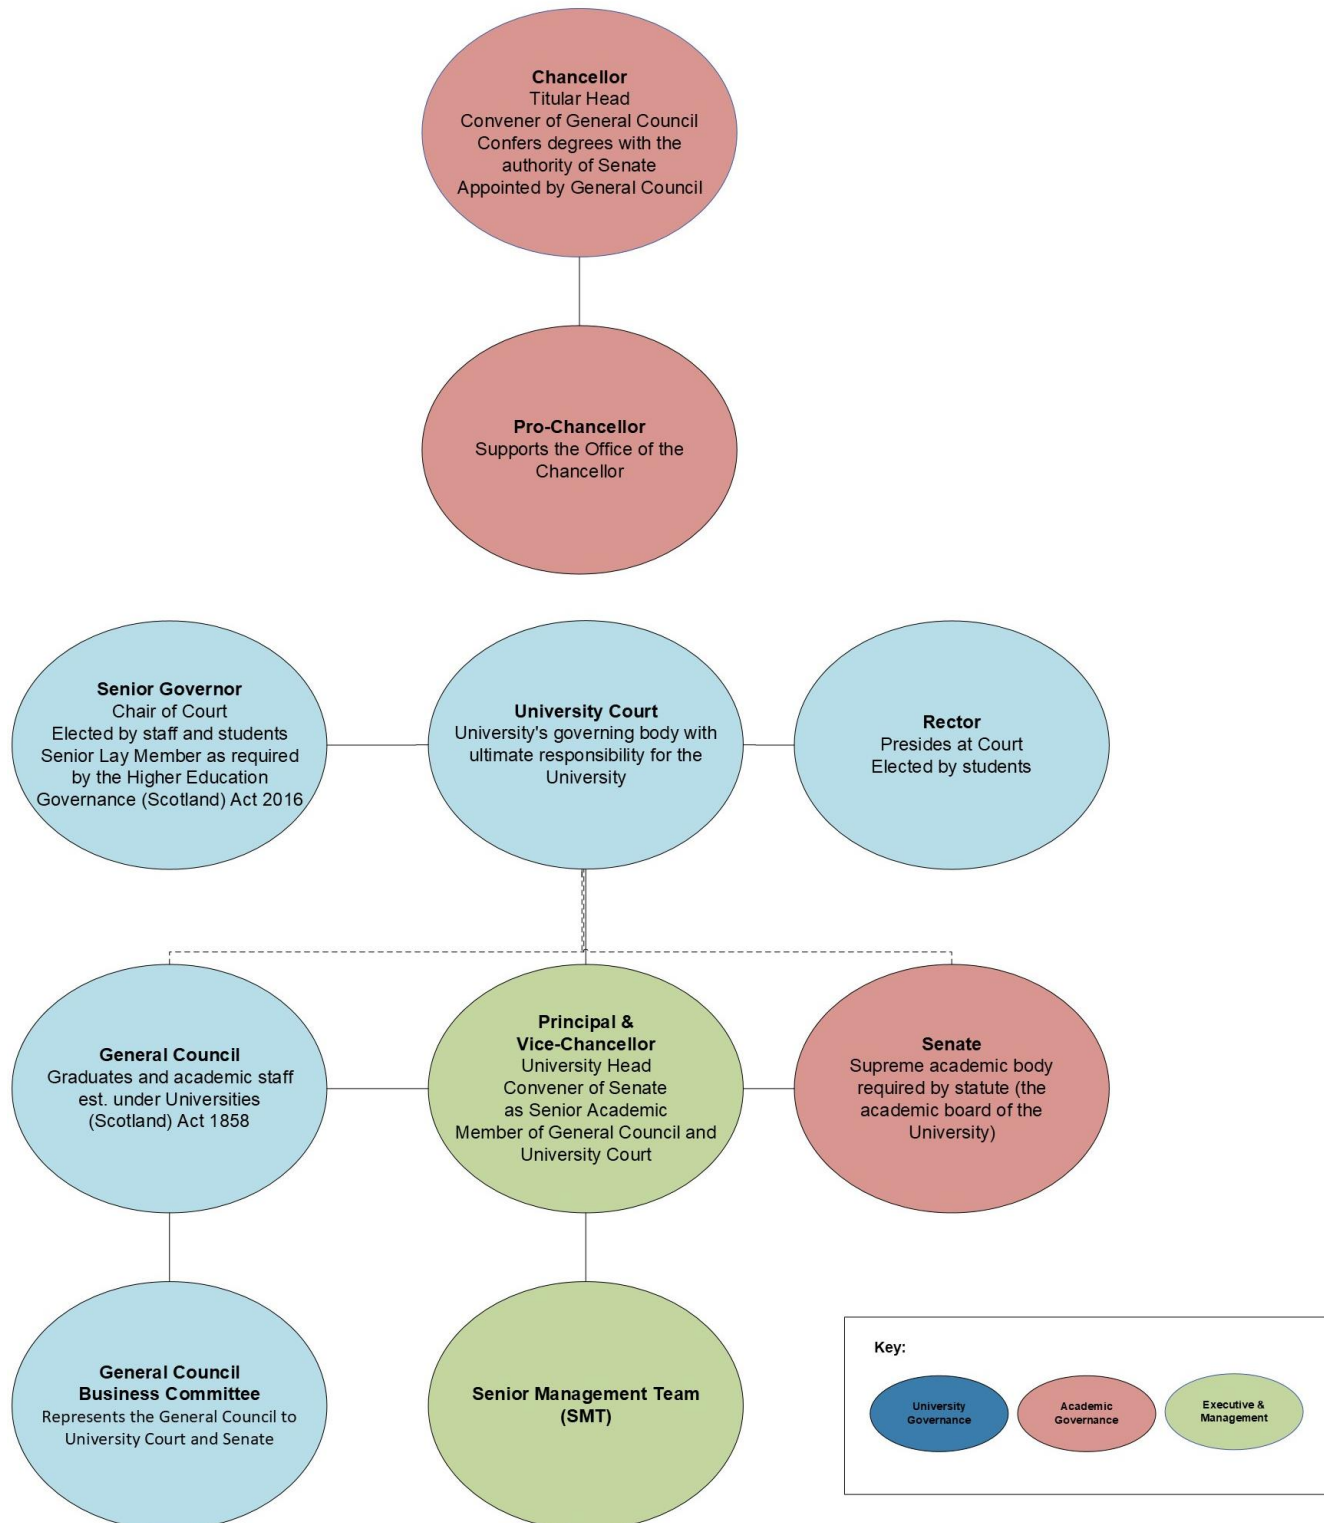 Chancellor
Titular Head
Convener of General Council
Confers degrees with the
authority of Senate
Appointed by General Council
Pro-Chancellor
Supports the Office of the
Chancellor
Senior Governor
Chair of Court
Elected by staff and students
Senior Lay Member as required
by the Higher Education
Governance (Scotland) Act 2016
University Court
University's governing body with
ultimate responsibility for the
University
Rector
Presides at Court
Elected by students
General Council
Graduates and academic staff
est. under Universities
(Scotland) Act 1858
Principal &
Vice-Chancellor
University Head
Convener of Senate
as Senior Academic
Member of General Council and
University Court
Senate
Supreme academic body
required by statute (the
academic board of the
University)
General Council
Business Committee
Represents the General Council to
University Court and Senate
Senior Management Team
(SMT)
Key:
University
Governance
Academic
Governance
Executive &
Management